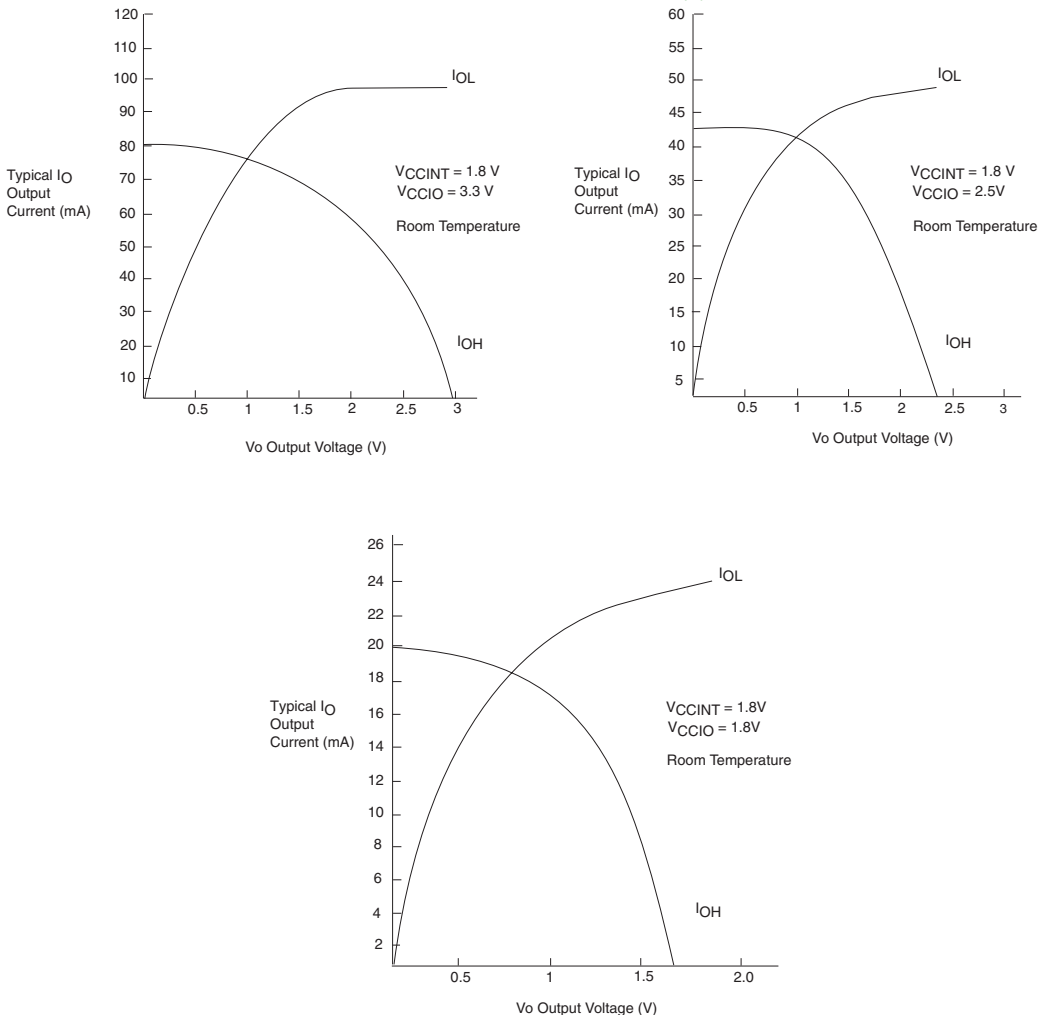 120
110
100
90
80
70
60
50
40
30
20
10
IOL
IOH
Typical IO
Output
Current (mA)
VCCINT = 1.8 V
VCCIO = 3.3 V
Room Temperature
0.5
1
1.5
2
2.5
3
Vo Output Voltage (V)
60
55
50
45
40
35
30
25
20
15
10
5
IOL
IOH
Typical IO
Output
Current (mA)
VCCINT = 1.8 V
VCCIO = 2.5V
Room Temperature
0.5
1
1.5
2
2.5
3
Vo Output Voltage (V)
26
24
22
20
18
16
14
12
10
8
6
4
2
IOL
IOH
Typical IO
Output
Current (mA)
VCCINT = 1.8V
VCCIO = 1.8V
Room Temperature
0.5
1
1.5
2.0
Vo Output Voltage (V)